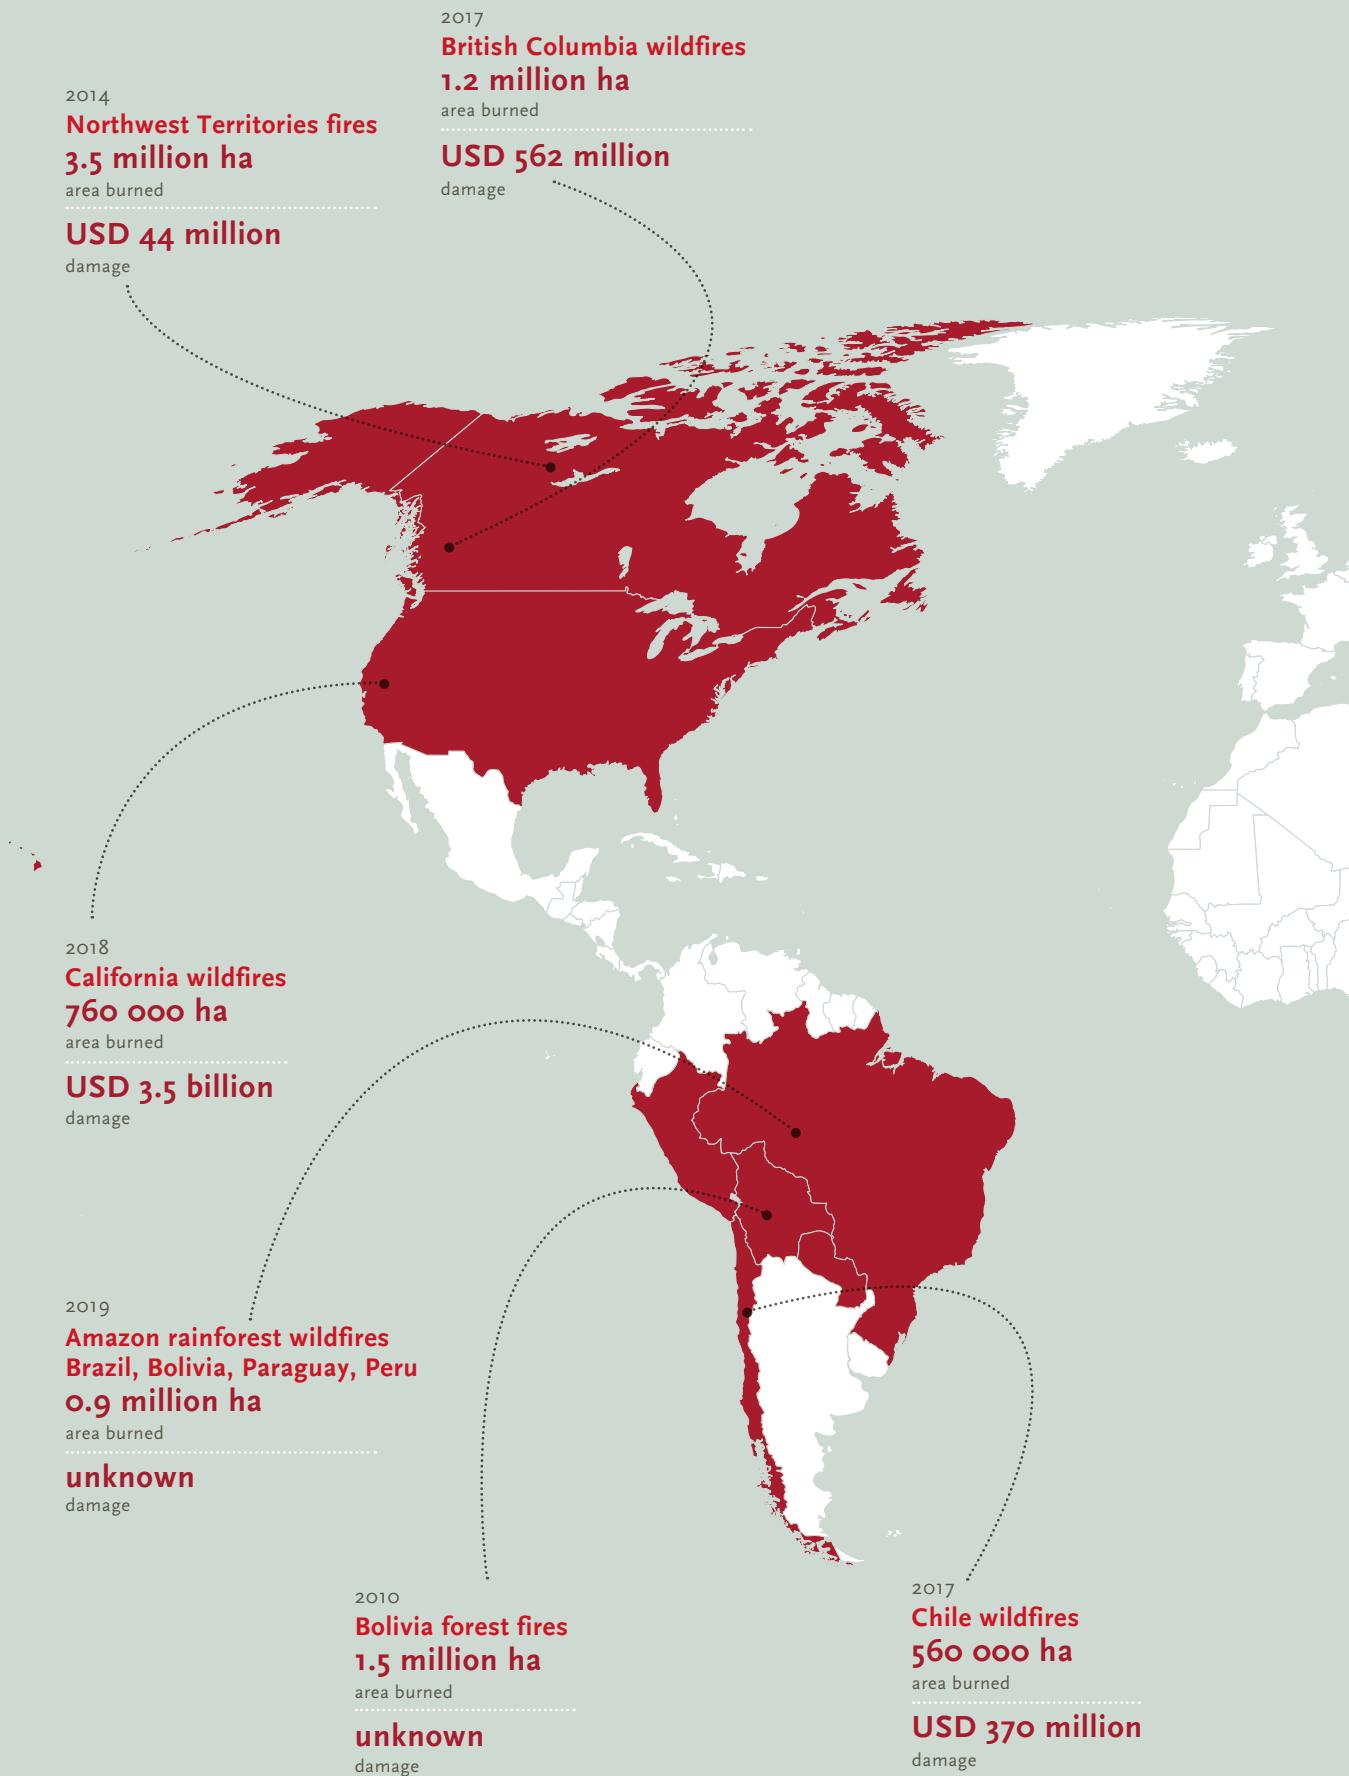 2017
British Columbia wildfires
1.2 million ha
area burned
USD 562 million
damage
2014
Northwest Territories fires
3.5 million ha
area burned
USD 44 million
damage
2018
California wildfires
760 000 ha
area burned
USD 3.5 billion
damage
2019
Amazon rainforest wildfires
Brazil, Bolivia, Paraguay, Peru
0.9 million ha
area burned
unknown
damage
2010
Bolivia forest fires
1.5 million ha
area burned
unknown
damage
2017
Chile wildfires
560 000 ha
area burned
USD 370 million
damage